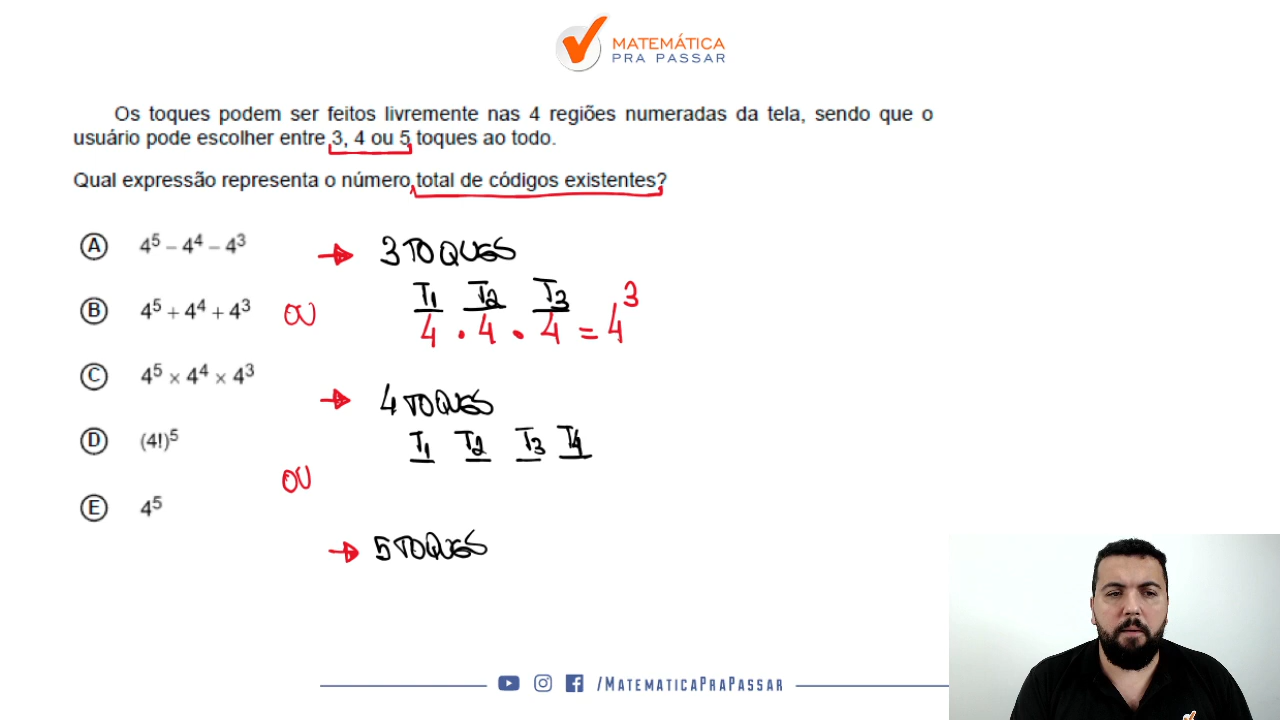 MATEMÁTICA
PRA PASSAR
Os toques podem ser feitos livremente nas 4 regiões numeradas da tela, sendo que o
usuário pode escolher entre 3, 4 ou 5 toques ao todo.
Qual expressão representa o número total de códigos existentes?
A 4⁵ – 4⁴ – 4³
B 4⁵ + 4⁴ + 4³
C 4⁵ × 4⁴ × 4³
D (4!)⁵
E 4⁵
3 TOQUES
T1 T2 T3
4 . 4 . 4 = 4³
OU
4 TOQUES
T1 T2 T3 T4
OU
5 TOQUES
/MATEMATICAPRAPASSAR